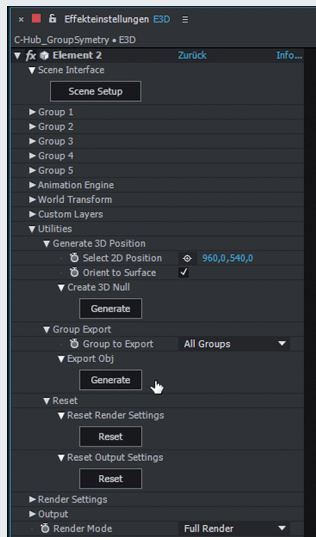 Effekteinstellungen E3D
C-Hub_GroupSymetry • E3D
fx Element 2 Zurück Info...
Scene Interface
Scene Setup
Group 1
Group 2
Group 3
Group 4
Group 5
Animation Engine
World Transform
Custom Layers
Utilities
Generate 3D Position
Select 2D Position 960,0,540,0
Orient to Surface
Create 3D Null
Generate
Group Export
Group to Export All Groups
Export Obj
Generate
Reset
Reset Render Settings
Reset
Reset Output Settings
Reset
Render Settings
Output
Render Mode Full Render